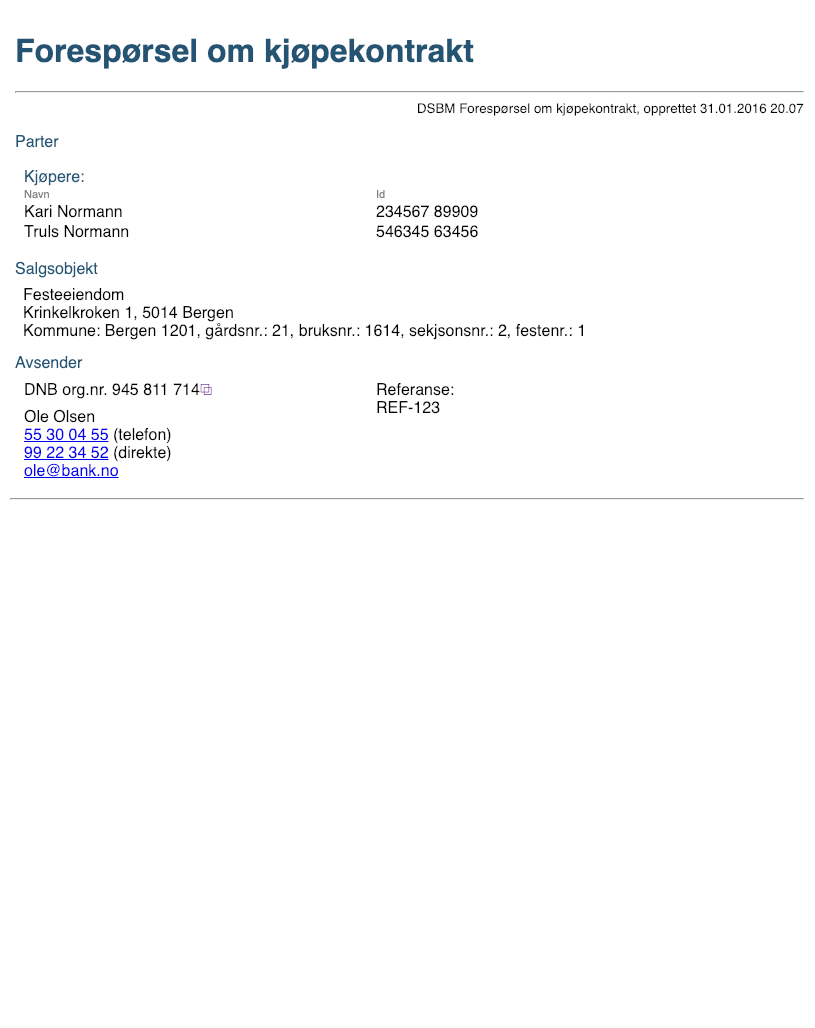 Forespørsel om kjøpekontrakt
DSBM Forespørsel om kjøpekontrakt, opprettet 31.01.2016 20.07
Parter
Kjøpere:
Navn Id
Kari Normann 234567 89909
Truls Normann 546345 63456
Salgsobjekt
Festeeiendom
Krinkelkroken 1, 5014 Bergen
Kommune: Bergen 1201, gårdsnr.: 21, bruksnr.: 1614, sekjsonsnr.: 2, festenr.: 1
Avsender
DNB org.nr. 945 811 714 Referanse:
REF-123
Ole Olsen
55 30 04 55 (telefon)
99 22 34 52 (direkte)
ole@bank.no